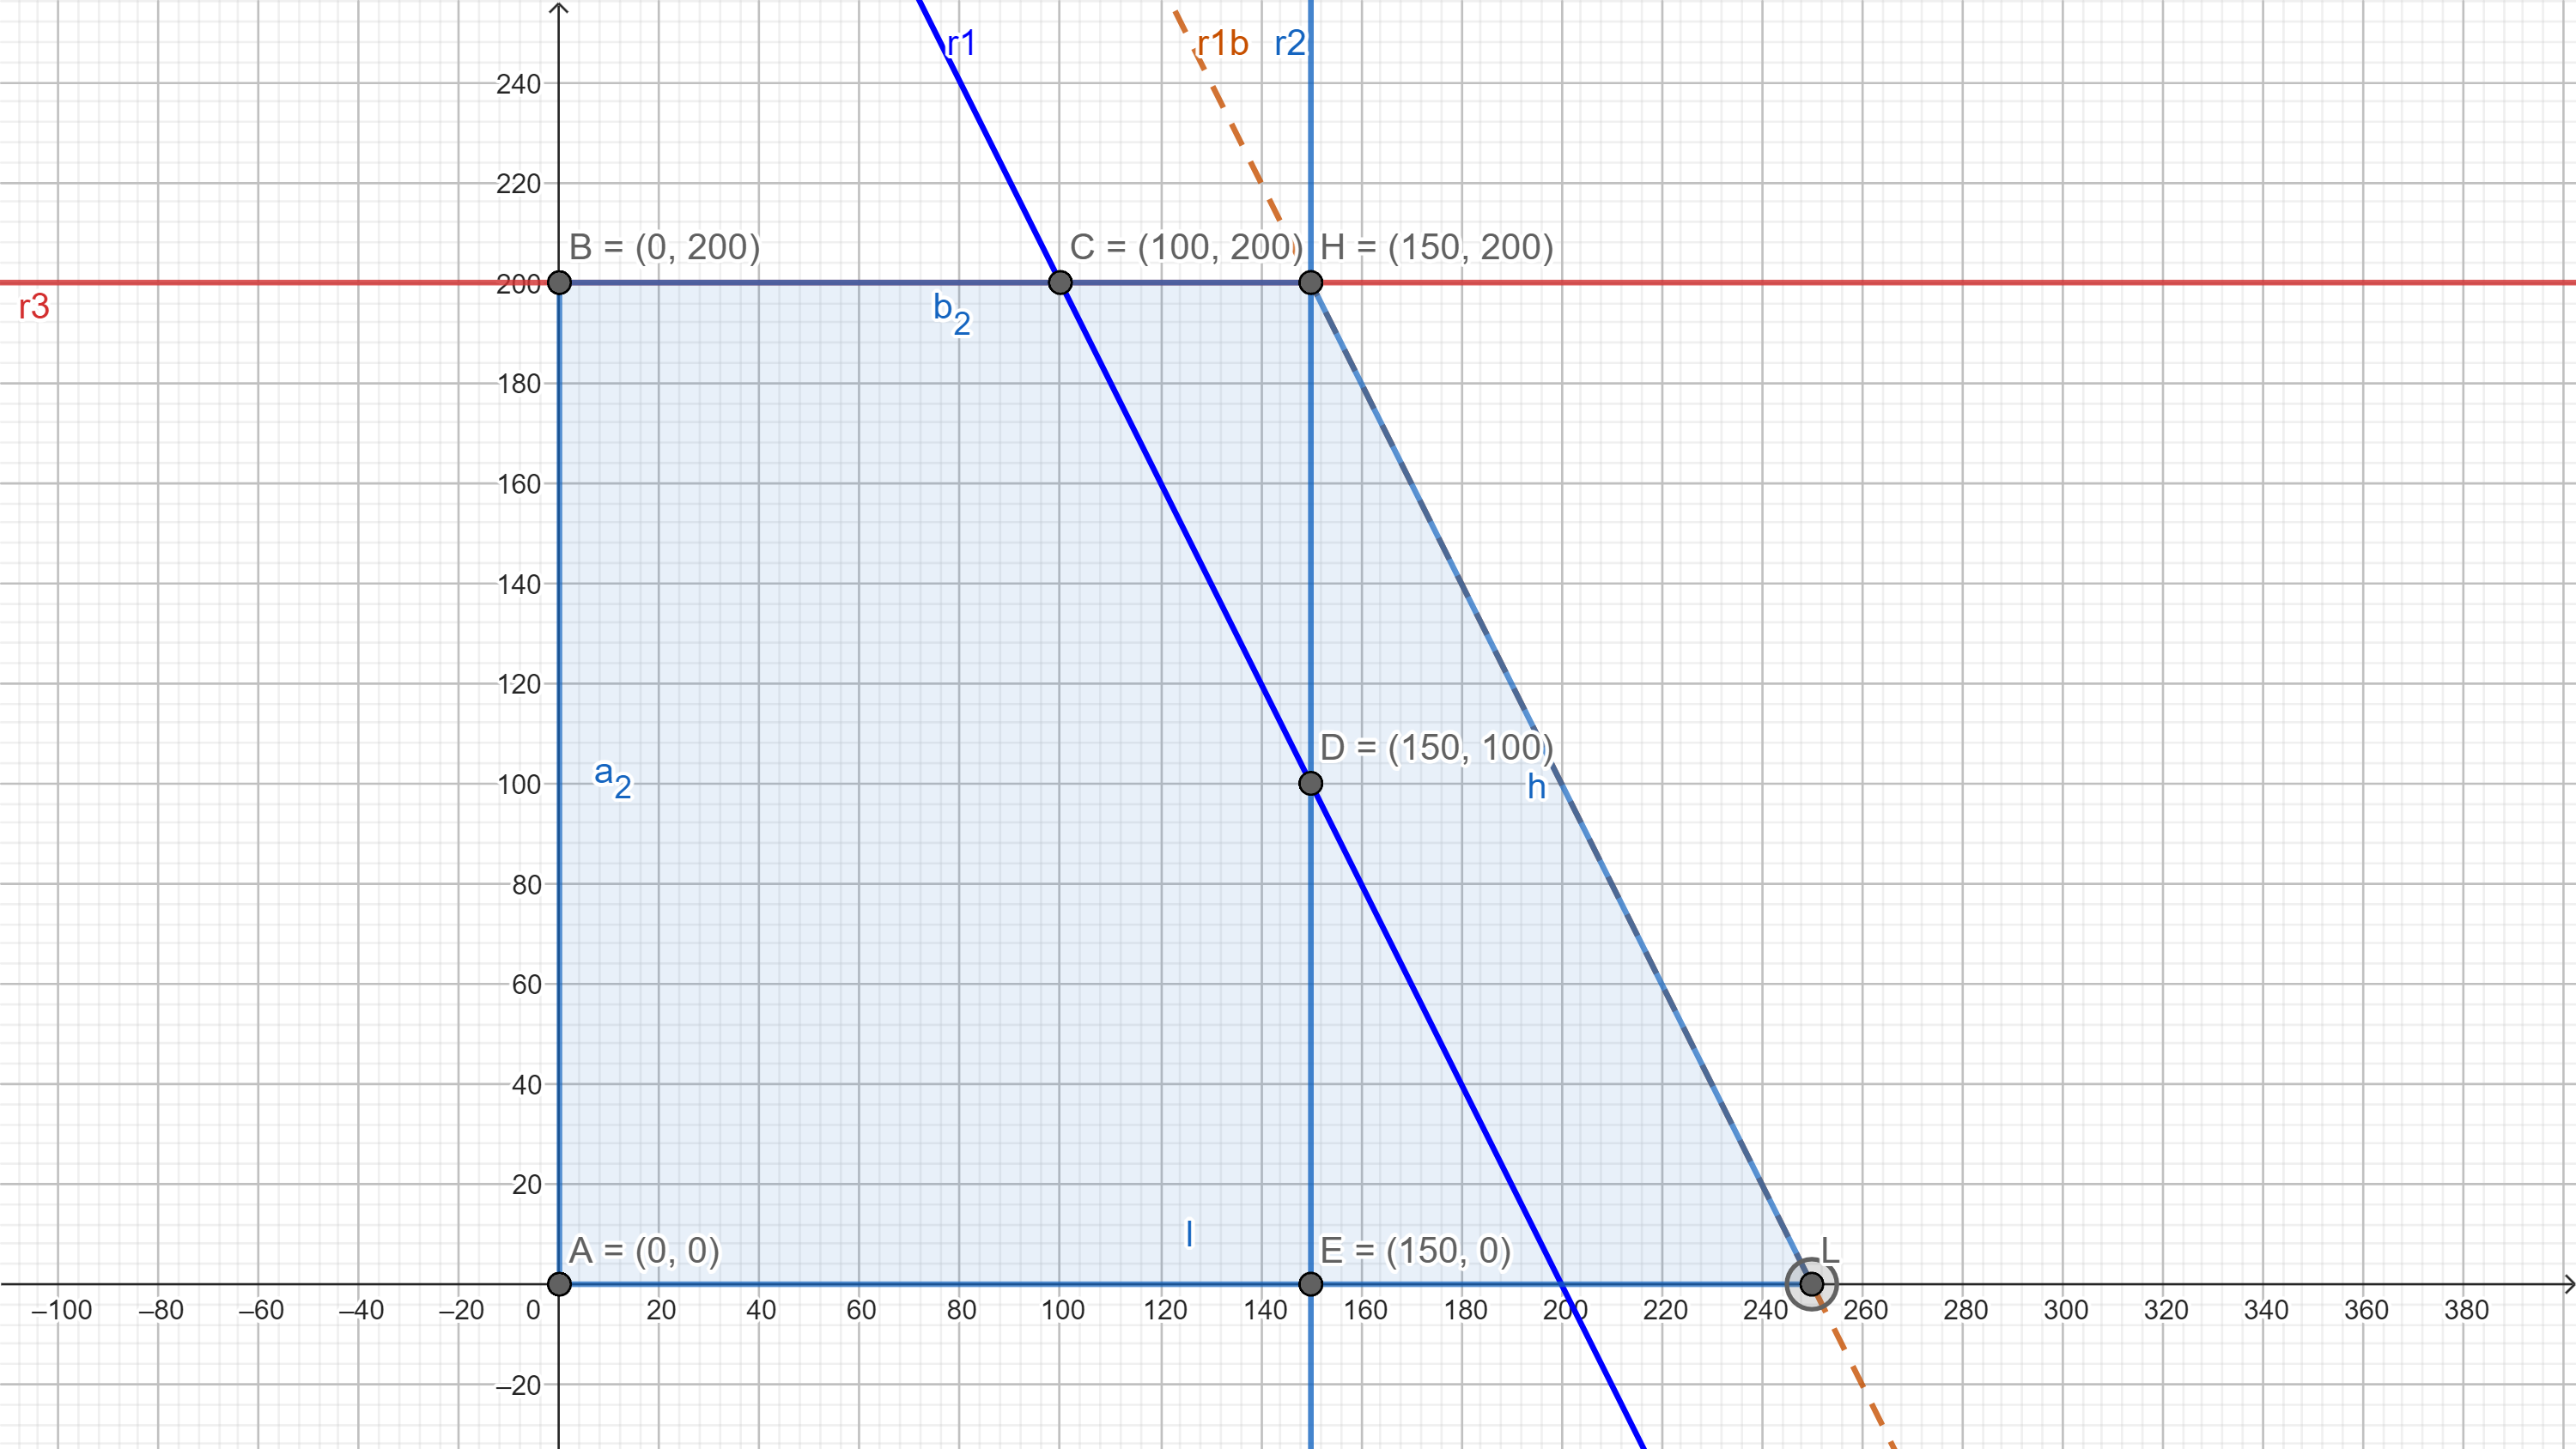 240
r1
r1b
r2
220
B = (0, 200)
C = (100, 200)
H = (150, 200)
200
r3
b2
180
160
140
120
D = (150, 100)
a2
100
h
80
60
40
20
l
A = (0, 0)
E = (150, 0)
L
–100 –80 –60 –40 –20 0 20 40 60 80 100 120 140 160 180 200 220 240 260 280 300 320 340 360 380
–20